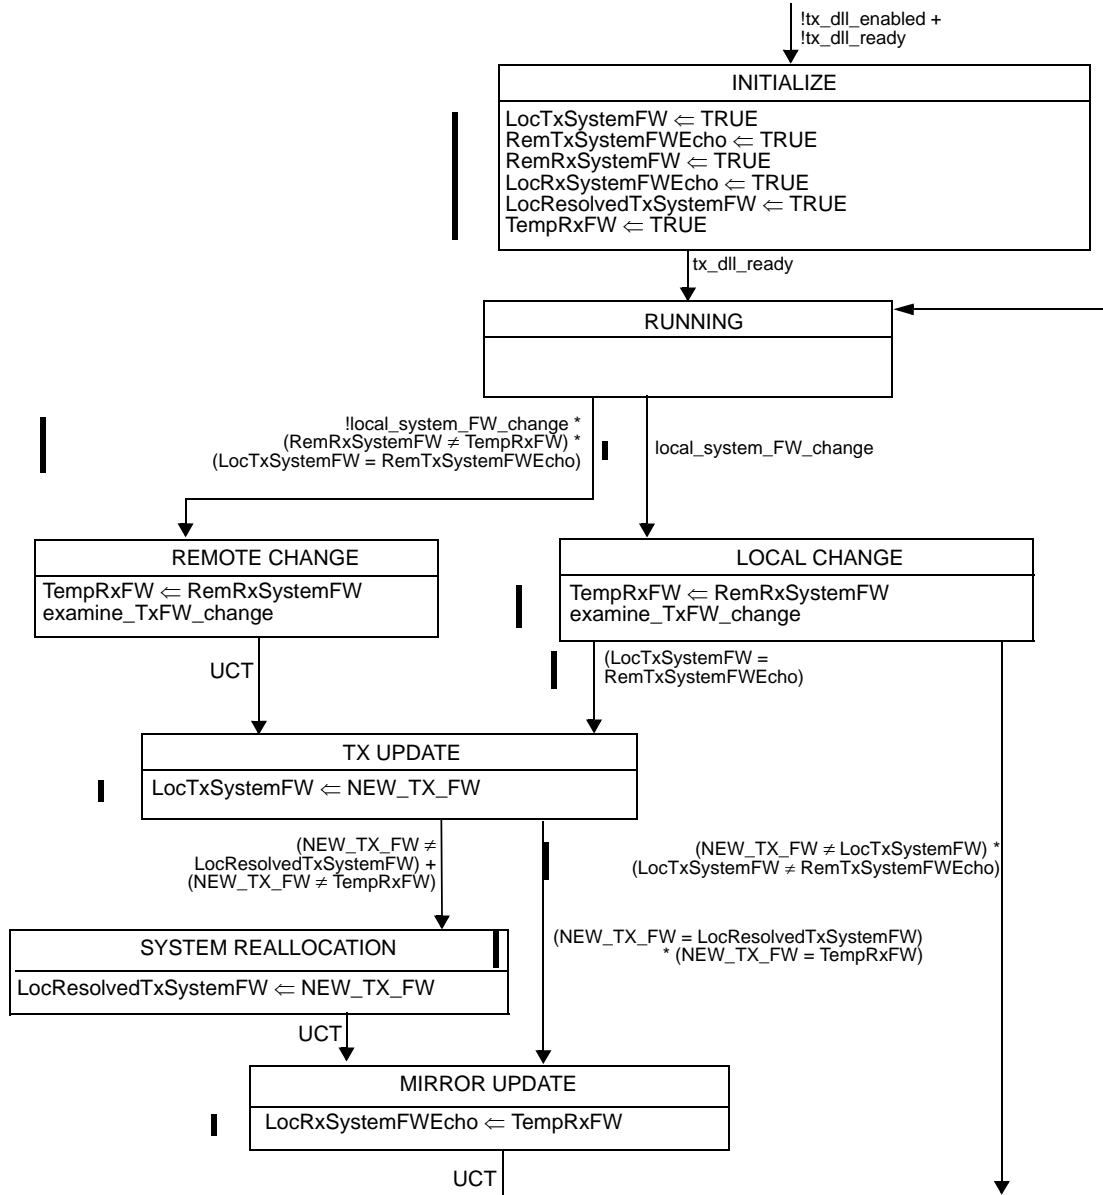 !tx_dll_enabled +
!tx_dll_ready
INITIALIZE
LocTxSystemFW ⇐ TRUE
RemTxSystemFWEcho ⇐ TRUE
RemRxSystemFW ⇐ TRUE
LocRxSystemFWEcho ⇐ TRUE
LocResolvedTxSystemFW ⇐ TRUE
TempRxFW ⇐ TRUE
tx_dll_ready
RUNNING
!local_system_FW_change *
(RemRxSystemFW ≠ TempRxFW) *
(LocTxSystemFW = RemTxSystemFWEcho)
local_system_FW_change
REMOTE CHANGE
TempRxFW ⇐ RemRxSystemFW
examine_TxFW_change
LOCAL CHANGE
TempRxFW ⇐ RemRxSystemFW
examine_TxFW_change
UCT
(LocTxSystemFW =
RemTxSystemFWEcho)
TX UPDATE
LocTxSystemFW ⇐ NEW_TX_FW
(NEW_TX_FW ≠
LocResolvedTxSystemFW) +
(NEW_TX_FW ≠ TempRxFW)
(NEW_TX_FW ≠ LocTxSystemFW) *
(LocTxSystemFW ≠ RemTxSystemFWEcho)
(NEW_TX_FW = LocResolvedTxSystemFW)
* (NEW_TX_FW = TempRxFW)
SYSTEM REALLOCATION
LocResolvedTxSystemFW ⇐ NEW_TX_FW
UCT
MIRROR UPDATE
LocRxSystemFWEcho ⇐ TempRxFW
UCT